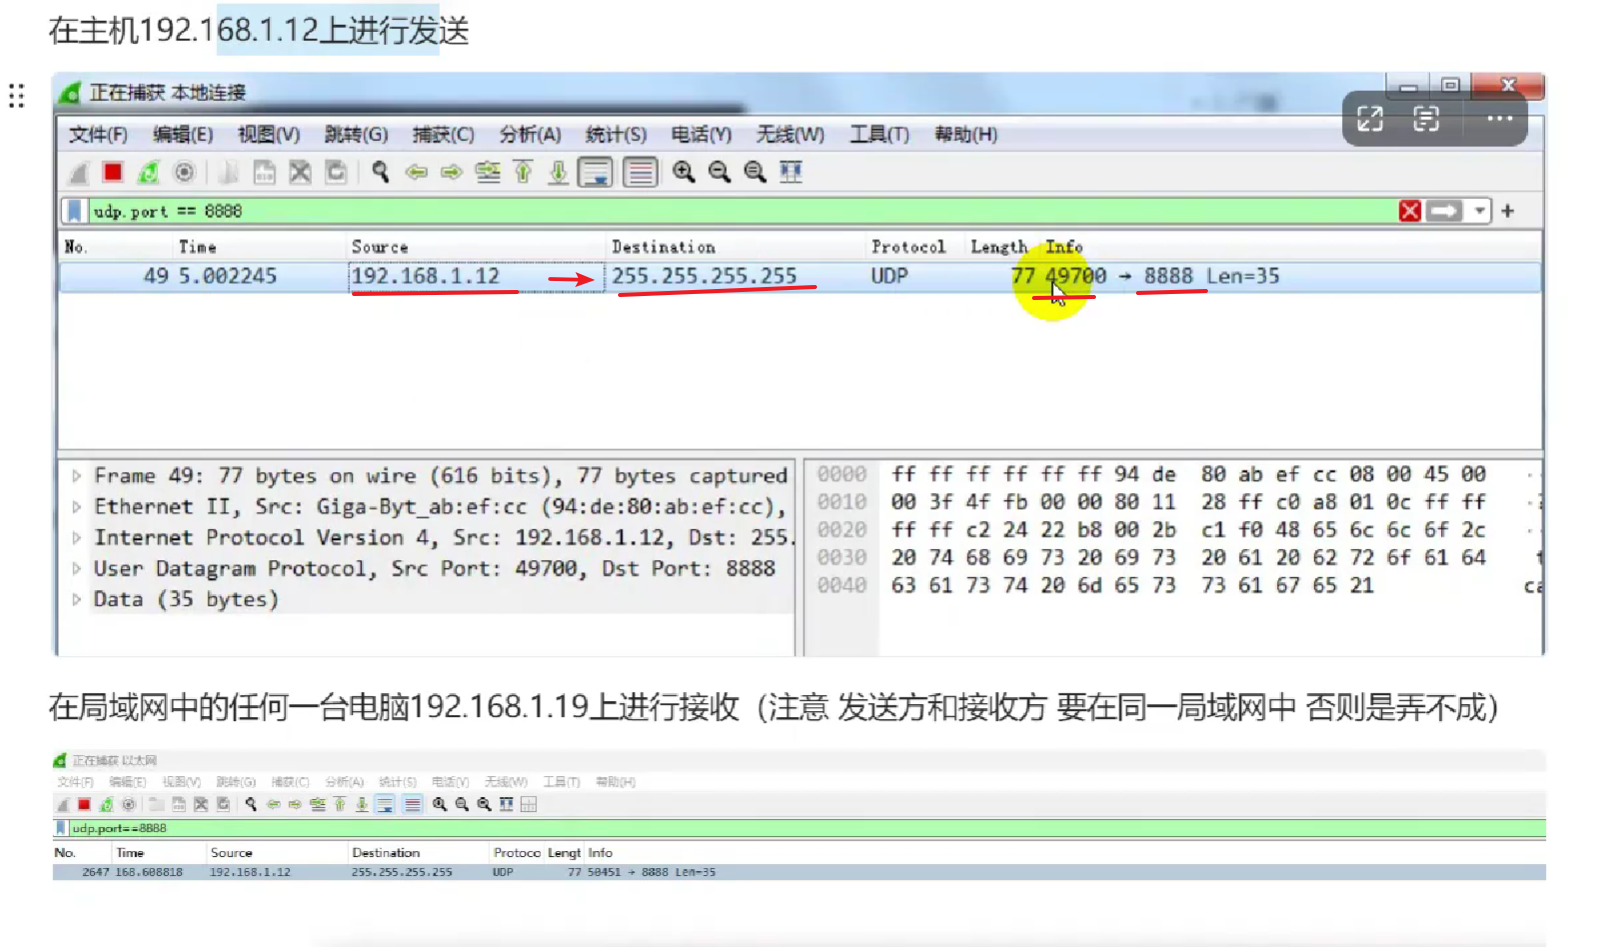 在主机192.168.1.12上进行发送
正在捕获 本地连接
文件(F) 编辑(E) 视图(V) 跳转(G) 捕获(C) 分析(A) 统计(S) 电话(Y) 无线(W) 工具(T) 帮助(H)
udp.port == 8888
No. Time Source Destination Protocol Length Info
49 5.002245 192.168.1.12 255.255.255.255 UDP 77 49700 → 8888 Len=35
Frame 49: 77 bytes on wire (616 bits), 77 bytes captured
Ethernet II, Src: Giga-Byt_ab:ef:cc (94:de:80:ab:ef:cc),
Internet Protocol Version 4, Src: 192.168.1.12, Dst: 255.
User Datagram Protocol, Src Port: 49700, Dst Port: 8888
Data (35 bytes)
0000 ff ff ff ff ff ff 94 de 80 ab ef cc 08 00 45 00
0010 00 3f 4f fb 00 00 80 11 28 ff c0 a8 01 0c ff ff
0020 ff ff c2 24 22 b8 00 2b c1 f0 48 65 6c 6c 6f 2c
0030 20 74 68 69 73 20 69 73 20 61 20 62 72 6f 61 64
0040 63 61 73 74 20 6d 65 73 73 61 67 65 21
在局域网中的任何一台电脑192.168.1.19上进行接收（注意 发送方和接收方 要在同一局域网中 否则是弄不成）
正在捕获 以太网
文件(F) 编辑(E) 视图(V) 跳转(G) 捕获(C) 分析(A) 统计(S) 电话(Y) 无线(W) 工具(T) 帮助(H)
udp.port==8888
No. Time Source Destination Protoco Lengt Info
2647 168.608818 192.168.1.12 255.255.255.255 UDP 77 50451 → 8888 Len=35